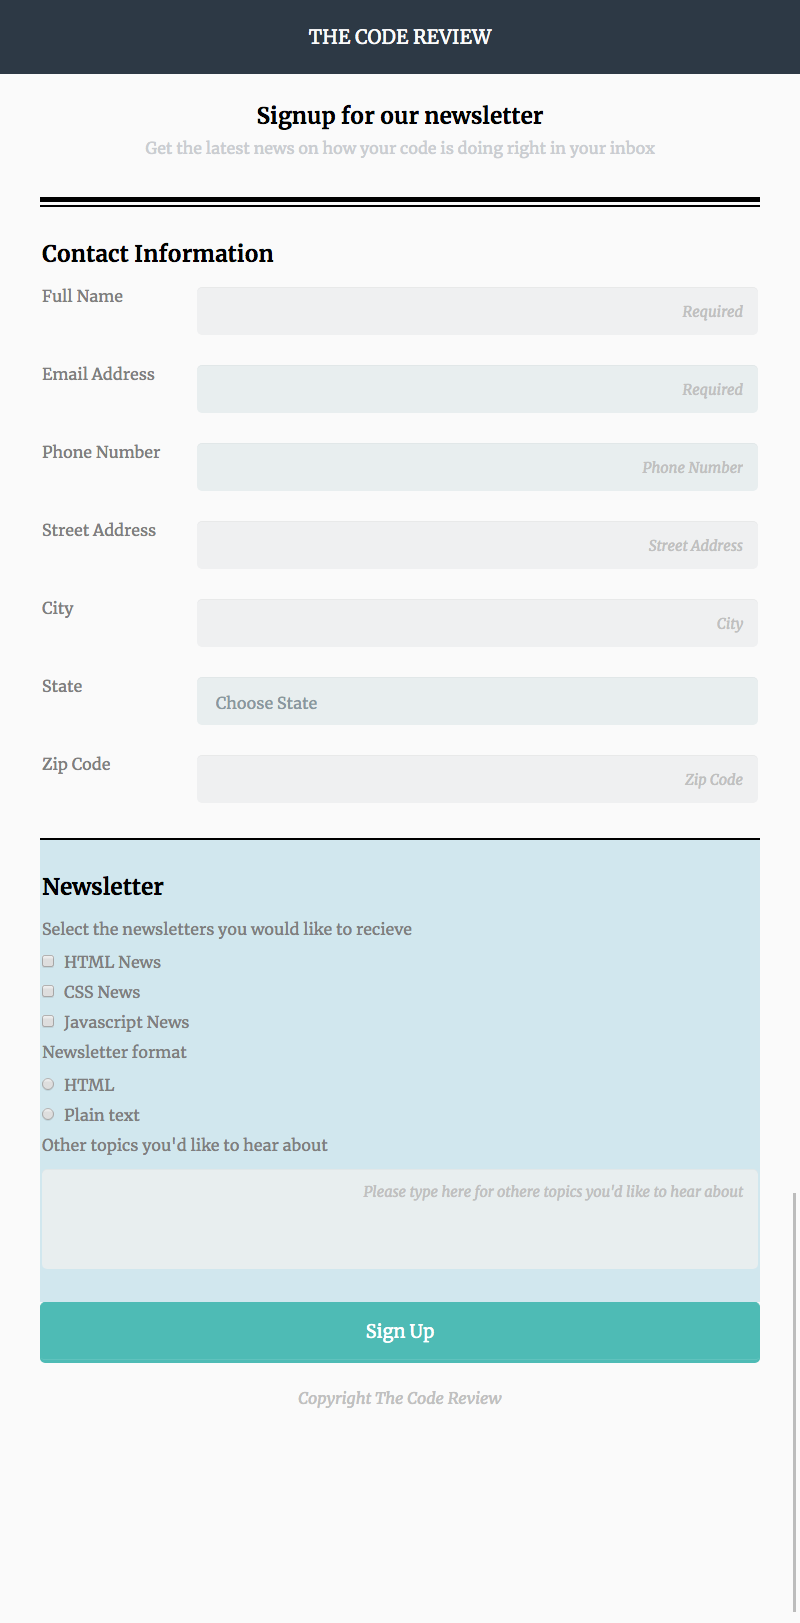 THE CODE REVIEW
Signup for our newsletter
Get the latest news on how your code is doing right in your inbox
Contact Information
Full Name
Required
Email Address
Required
Phone Number
Phone Number
Street Address
Street Address
City
City
State
Choose State
Zip Code
Zip Code
Newsletter
Select the newsletters you would like to recieve
HTML News
CSS News
Javascript News
Newsletter format
HTML
Plain text
Other topics you'd like to hear about
Please type here for othere topics you'd like to hear about
Sign Up
Copyright The Code Review